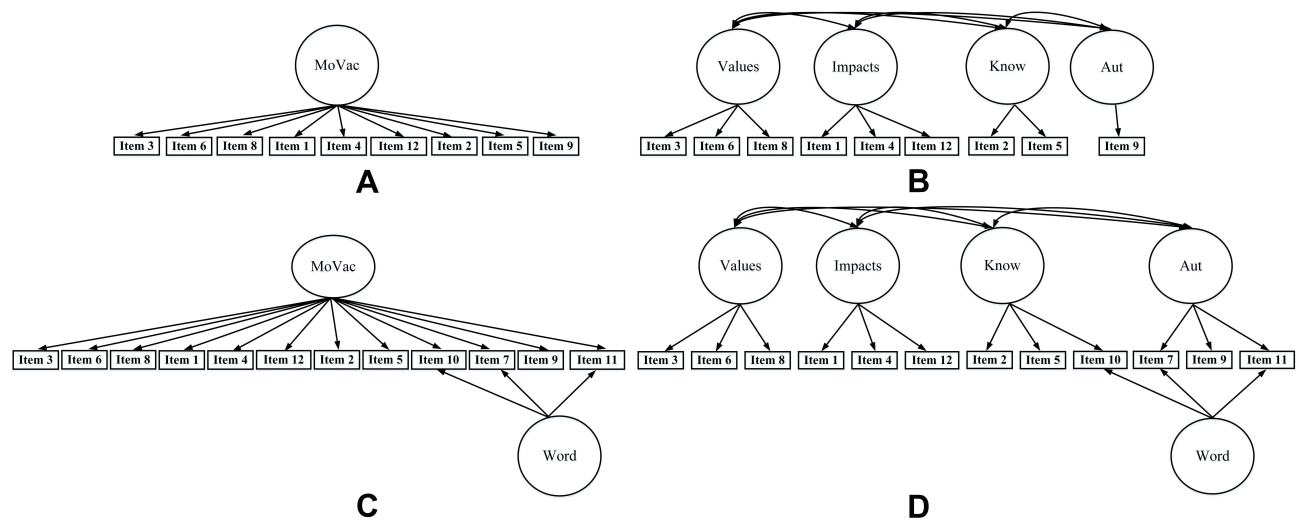 MoVac
Item 3 Item 6 Item 8 Item 1 Item 4 Item 12 Item 2 Item 5 Item 9
A
Values Impacts Know Aut
Item 3 Item 6 Item 8 Item 1 Item 4 Item 12 Item 2 Item 5 Item 9
B
MoVac
Item 3 Item 6 Item 8 Item 1 Item 4 Item 12 Item 2 Item 5 Item 10 Item 7 Item 9 Item 11
Word
C
Values Impacts Know Aut
Item 3 Item 6 Item 8 Item 1 Item 4 Item 12 Item 2 Item 5 Item 10 Item 7 Item 9 Item 11
Word
D